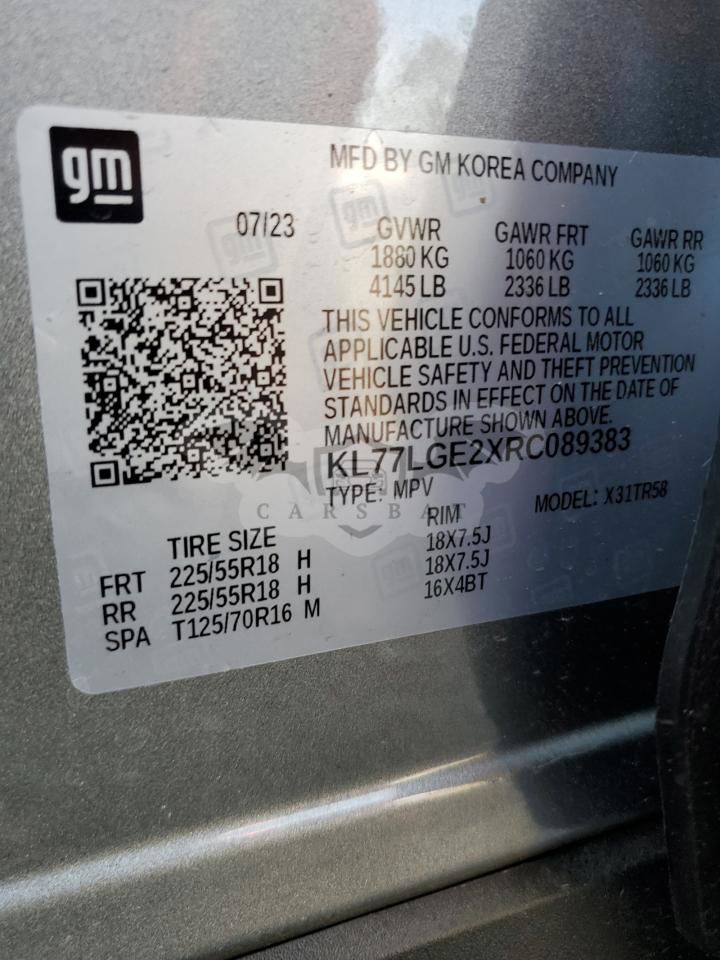 gm
MFD BY GM KOREA COMPANY
07/23
GVWR GAWR FRT GAWR RR
1880 KG 1060 KG 1060 KG
4145 LB 2336 LB 2336 LB
THIS VEHICLE CONFORMS TO ALL
APPLICABLE U.S. FEDERAL MOTOR
VEHICLE SAFETY AND THEFT PREVENTION
STANDARDS IN EFFECT ON THE DATE OF
MANUFACTURE SHOWN ABOVE.
KL77LGE2XRC089383
TYPE: MPV MODEL: X31TR58
CARSBAT
TIRE SIZE RIM
FRT 225/55R18 H 18X7.5J
RR 225/55R18 H 18X7.5J
SPA T125/70R16 M 16X4BT